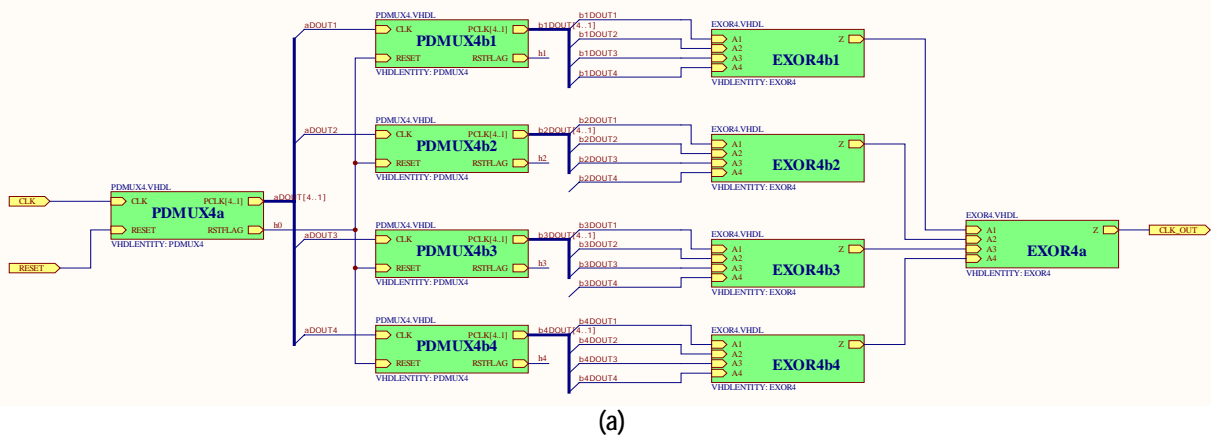 PDMUX4.VHDL
CLK PCLK[4..1]
PDMUX4b1
RESET RSTFLAG
VHDLENTITY: PDMUX4
aDOUT1
b1DOUT[4..1]
h1
b1DOUT1
b1DOUT2
b1DOUT3
b1DOUT4
EXOR4.VHDL
A1 Z
A2
A3
A4
EXOR4b1
VHDLENTITY: EXOR4
PDMUX4.VHDL
CLK PCLK[4..1]
PDMUX4b2
RESET RSTFLAG
VHDLENTITY: PDMUX4
aDOUT2
b2DOUT[4..1]
h2
b2DOUT1
b2DOUT2
b2DOUT3
b2DOUT4
EXOR4.VHDL
A1 Z
A2
A3
A4
EXOR4b2
VHDLENTITY: EXOR4
CLK
RESET
PDMUX4.VHDL
CLK PCLK[4..1]
PDMUX4a
RESET RSTFLAG
VHDLENTITY: PDMUX4
aDOUT[4..1]
h0
PDMUX4.VHDL
CLK PCLK[4..1]
PDMUX4b3
RESET RSTFLAG
VHDLENTITY: PDMUX4
aDOUT3
b3DOUT[4..1]
h3
b3DOUT1
b3DOUT2
b3DOUT3
b3DOUT4
EXOR4.VHDL
A1 Z
A2
A3
A4
EXOR4b3
VHDLENTITY: EXOR4
EXOR4.VHDL
A1 Z
A2
A3
A4
EXOR4a
VHDLENTITY: EXOR4
CLK_OUT
PDMUX4.VHDL
CLK PCLK[4..1]
PDMUX4b4
RESET RSTFLAG
VHDLENTITY: PDMUX4
aDOUT4
b4DOUT[4..1]
h4
b4DOUT1
b4DOUT2
b4DOUT3
b4DOUT4
EXOR4.VHDL
A1 Z
A2
A3
A4
EXOR4b4
VHDLENTITY: EXOR4
(a)